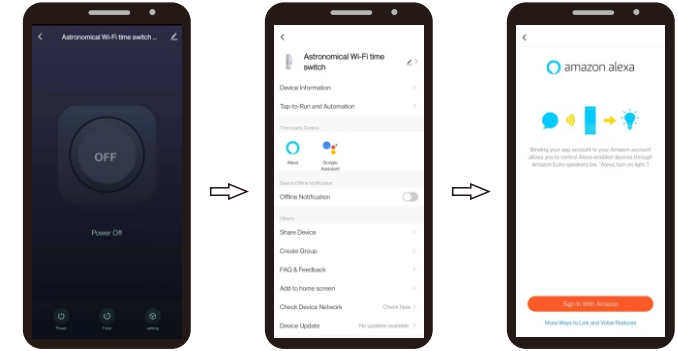 Astronomical Wi-Fi time switch ...
OFF
Power Off
Power
Timer
setting
Astronomical Wi-Fi time
switch
Device Information
Tap-to-Run and Automation
Third-party Control
Alexa
Google
Assistant
Device Offline Notification
Offline Notification
Others
Share Device
Create Group
FAQ & Feedback
Add to home screen
Check Device Network
Check Now
Device Update
No updates available
amazon alexa
Binding your app account to your Amazon account
allows you to control Alexa-enabled devices through
Amazon Echo speakers (ex. "Alexa, turn on light")
Sign In With Amazon
More Ways to Link and Voice Features